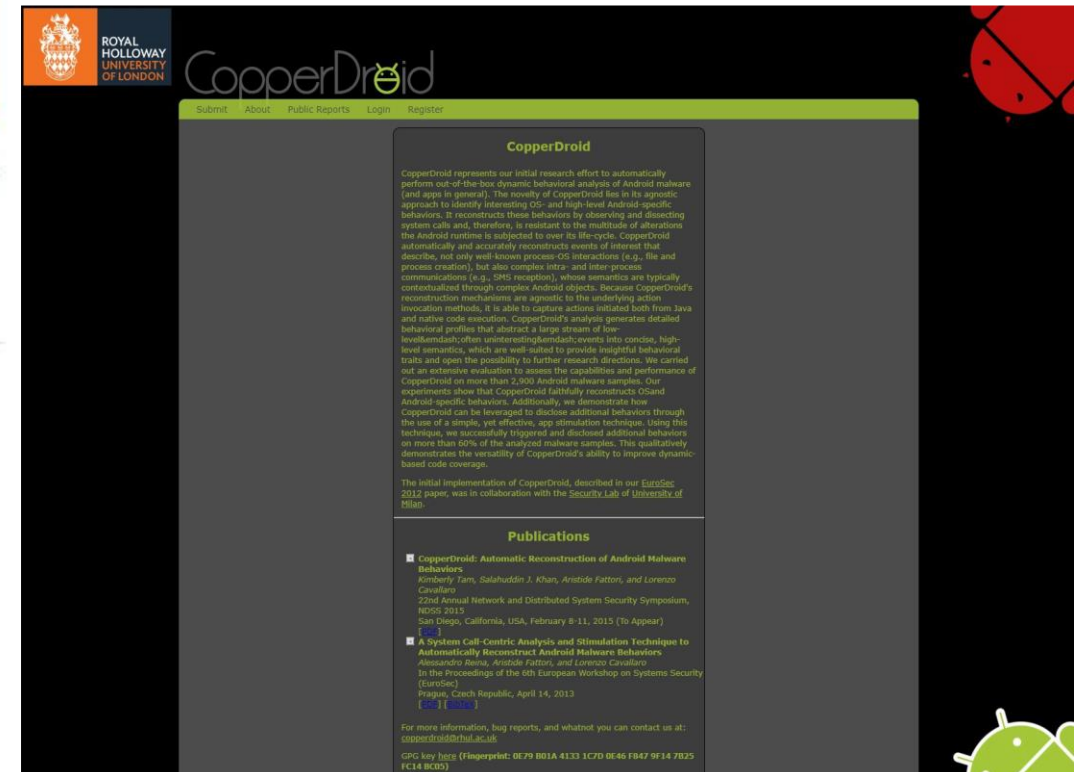 ROYAL
HOLLOWAY
UNIVERSITY
OF LONDON
CopperDroid
Submit About Public Reports Login Register
CopperDroid
CopperDroid represents our initial research effort to automatically
perform out-of-the-box dynamic behavioral analysis of Android malware
(and apps in general). The novelty of CopperDroid lies in its agnostic
approach to identify interesting OS- and high-level Android-specific
behaviors. It reconstructs these behaviors by observing and dissecting
system calls and, therefore, is resistant to the multitude of alterations
the Android runtime is subjected to over its life-cycle. CopperDroid
automatically and accurately reconstructs events of interest that
describe, not only well-known process-OS interactions (e.g., file and
process creation), but also complex intra- and inter-process
communications (e.g., SMS reception), whose semantics are typically
contextualized through complex Android objects. Because CopperDroid's
reconstruction mechanisms are agnostic to the underlying action
invocation methods, it is able to capture actions initiated both from Java
and native code execution. CopperDroid's analysis generates detailed
behavioral profiles that abstract a large stream of low-
level&emdash;often uninteresting&emdash;events into concise, high-
level semantics, which are well-suited to provide insightful behavioral
traits and open the possibility to further research directions. We carried
out an extensive evaluation to assess the capabilities and performance of
CopperDroid on more than 2,900 Android malware samples. Our
experiments show that CopperDroid faithfully reconstructs OSand
Android-specific behaviors. Additionally, we demonstrate how
CopperDroid can be leveraged to disclose additional behaviors through
the use of a simple, yet effective, app stimulation technique. Using this
technique, we successfully triggered and disclosed additional behaviors
on more than 60% of the analyzed malware samples. This qualitatively
demonstrates the versatility of CopperDroid's ability to improve dynamic-
based code coverage.
The initial implementation of CopperDroid, described in our EuroSec
2012 paper, was in collaboration with the Security Lab of University of
Milan.
Publications
CopperDroid: Automatic Reconstruction of Android Malware
Behaviors
Kimberly Tam, Salahuddin J. Khan, Aristide Fattori, and Lorenzo
Cavallaro
22nd Annual Network and Distributed System Security Symposium,
NDSS 2015
San Diego, California, USA, February 8-11, 2015 (To Appear)
[PDF]
A System Call-Centric Analysis and Stimulation Technique to
Automatically Reconstruct Android Malware Behaviors
Alessandro Reina, Aristide Fattori, and Lorenzo Cavallaro
In the Proceedings of the 6th European Workshop on Systems Security
(EuroSec)
Prague, Czech Republic, April 14, 2013
[PDF] [BibTex]
For more information, bug reports, and whatnot you can contact us at:
copperdroid@rhul.ac.uk
GPG key here (Fingerprint: 0E79 B01A 4133 1C7D 0E46 F847 9F14 7B25
FC14 8C05)